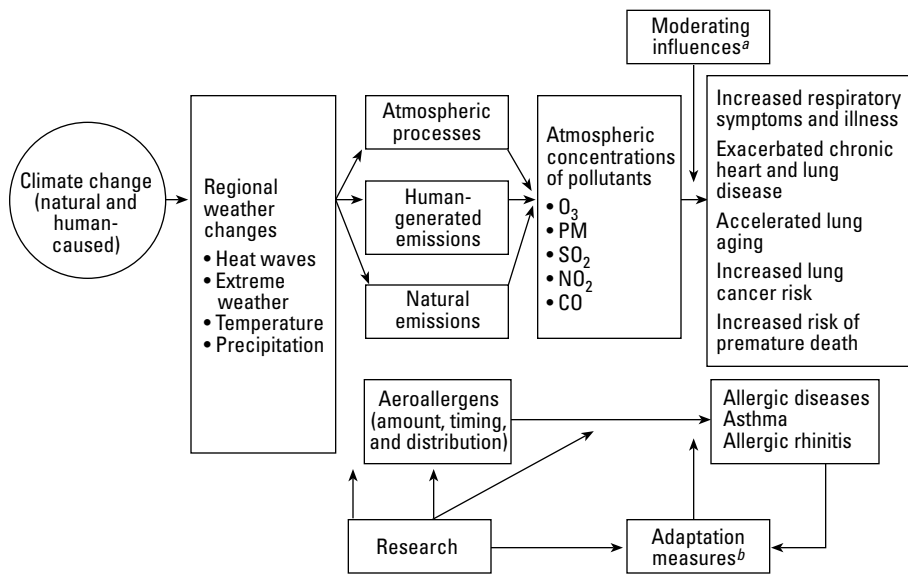 Moderating
influencesᵃ
Climate change
(natural and
human-
caused)
Regional
weather
changes
• Heat waves
• Extreme
weather
• Temperature
• Precipitation
Atmospheric
processes
Human-
generated
emissions
Natural
emissions
Atmospheric
concentrations
of pollutants
• O₃
• PM
• SO₂
• NO₂
• CO
Increased respiratory
symptoms and illness
Exacerbated chronic
heart and lung
disease
Accelerated lung
aging
Increased lung
cancer risk
Increased risk of
premature death
Aeroallergens
(amount, timing,
and distribution)
Allergic diseases
Asthma
Allergic rhinitis
Research
Adaptation
measuresᵇ